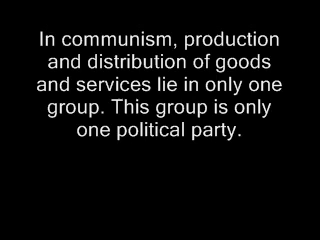 In communism, production
and distribution of goods
and services lie in only one
group. This group is only
one political party.